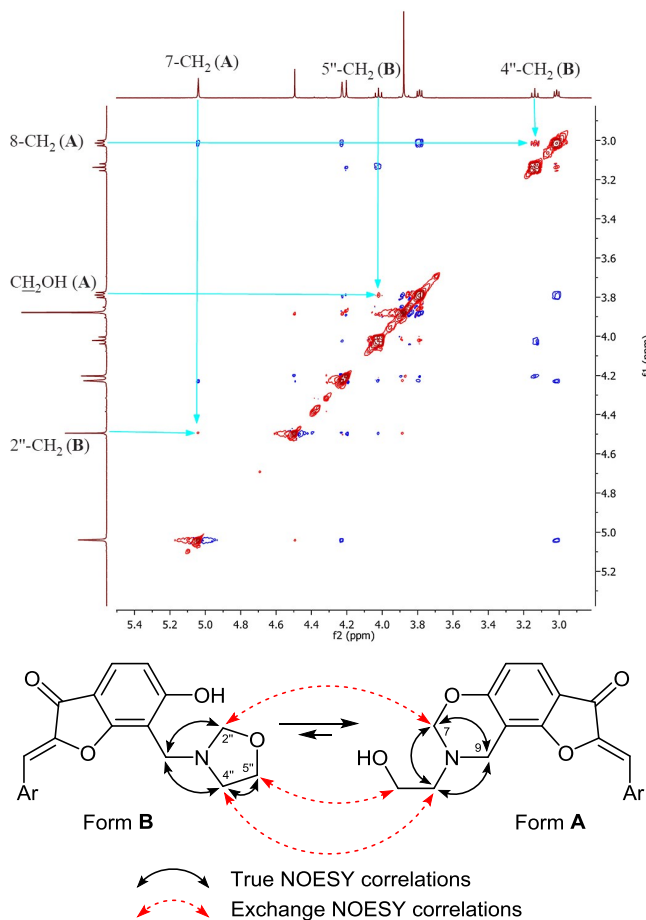 7-CH2 (A)
5''-CH2 (B)
4''-CH2 (B)
8-CH2 (A)
3.0
3.2
3.4
3.6
CH2OH (A)
3.8
4.0
4.2
4.4
2''-CH2 (B)
4.6
4.8
5.0
5.2
f1 (ppm)
5.4 5.2 5.0 4.8 4.6 4.4 4.2 4.0 3.8 3.6 3.4 3.2 3.0
f2 (ppm)
O
OH
O
N
2''
O
4''
5''
Ar
Form B
O
O
7
N
9
HO
O
Ar
Form A
True NOESY correlations
Exchange NOESY correlations